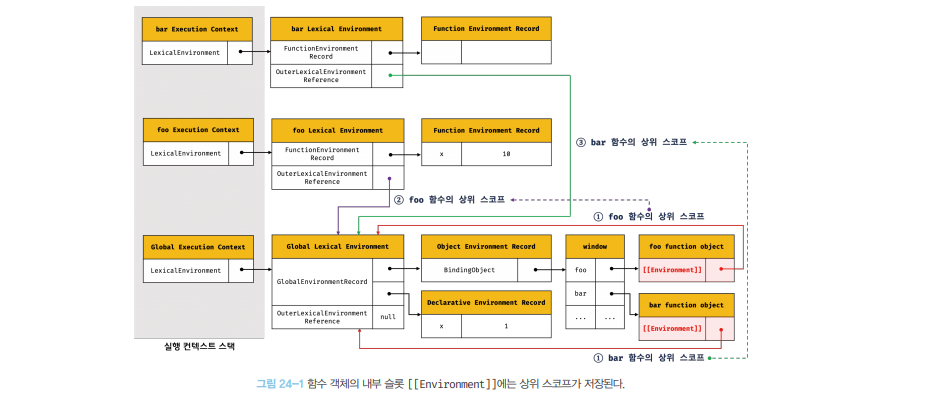 bar Execution Context
LexicalEnvironment
bar Lexical Environment
FunctionEnvironment
Record
OuterLexicalEnvironment
Reference
Function Environment Record
foo Execution Context
LexicalEnvironment
foo Lexical Environment
FunctionEnvironment
Record
OuterLexicalEnvironment
Reference
Function Environment Record
x 10
③ bar 함수의 상위 스코프
② foo 함수의 상위 스코프
① foo 함수의 상위 스코프
Global Execution Context
LexicalEnvironment
Global Lexical Environment
GlobalEnvironmentRecord
OuterLexicalEnvironment
Reference
null
Object Environment Record
BindingObject
Declarative Environment Record
x 1
window
foo
bar
... ...
foo function object
[[Environment]]
bar function object
[[Environment]]
실행 컨텍스트 스택
① bar 함수의 상위 스코프
그림 24-1 함수 객체의 내부 슬롯 [[Environment]]에는 상위 스코프가 저장된다.